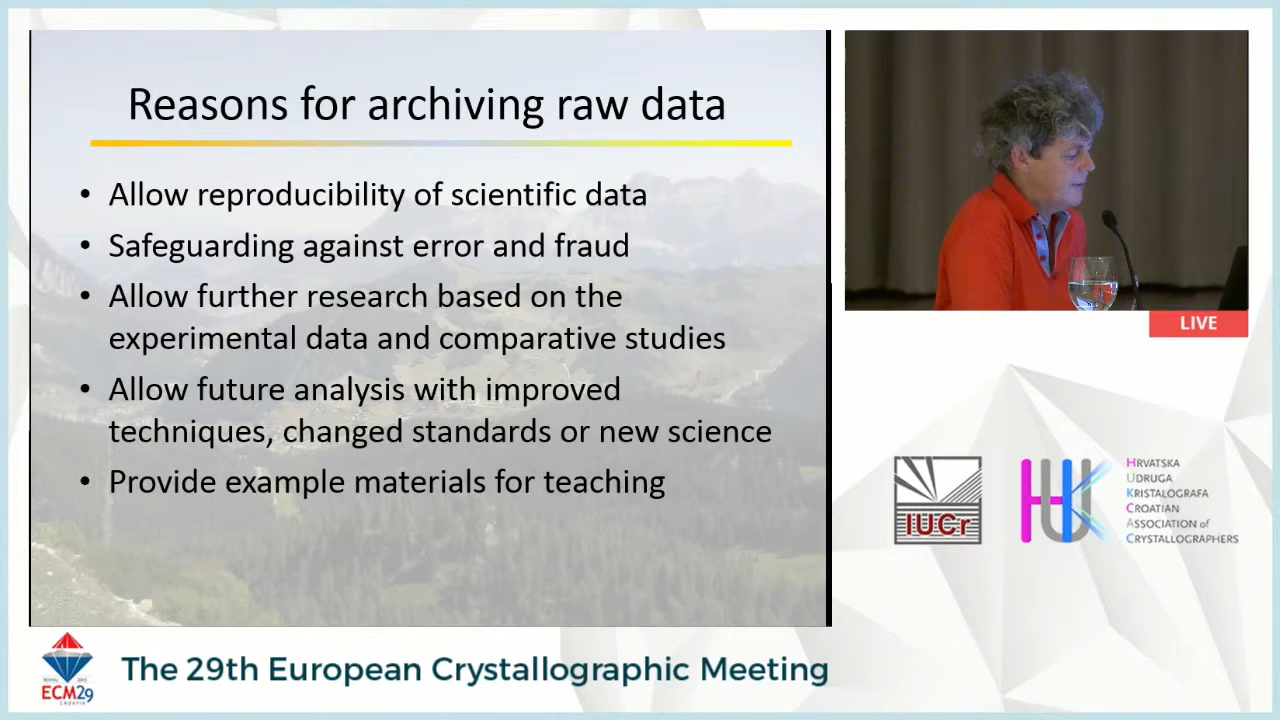 Reasons for archiving raw data
• Allow reproducibility of scientific data
• Safeguarding against error and fraud
• Allow further research based on the
experimental data and comparative studies
• Allow future analysis with improved
techniques, changed standards or new science
• Provide example materials for teaching
LIVE
IUCr
HRVATSKA
UDRUGA
KRISTALOGRAFA
CROATIAN
ASSOCIATION of
CRYSTALLOGRAPHERS
ECM29
CROATIA
The 29th European Crystallographic Meeting